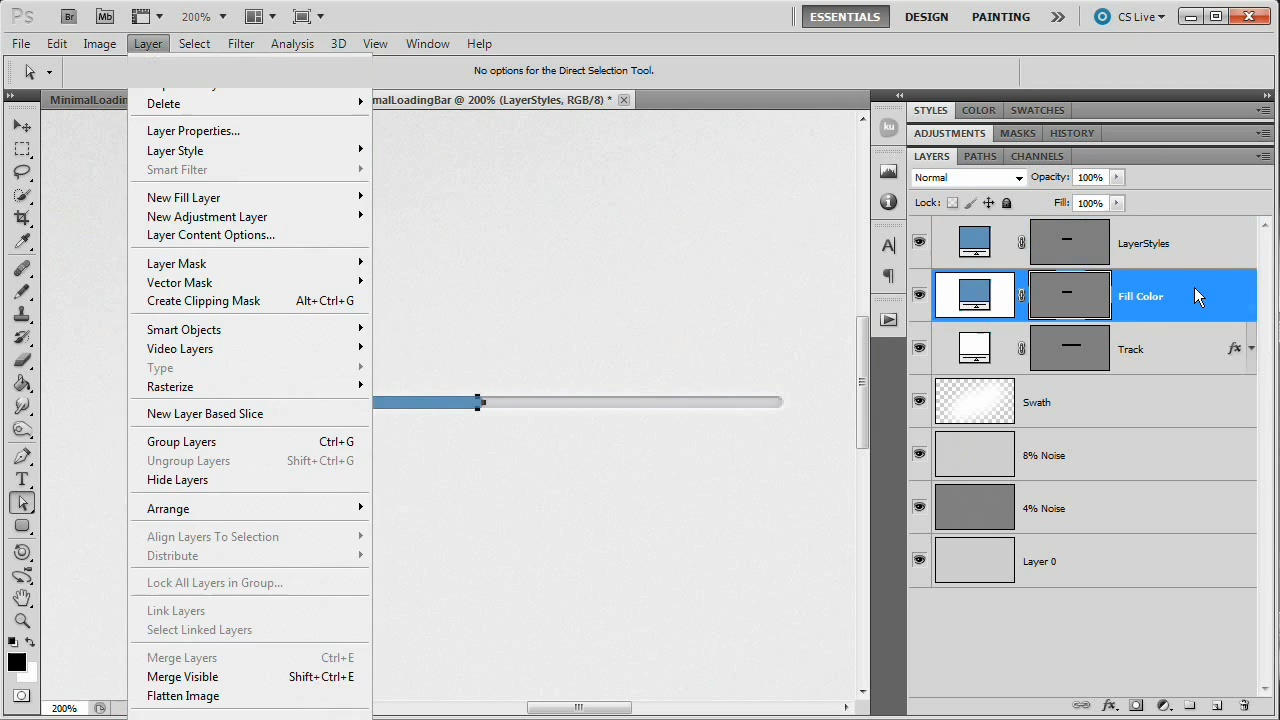 Ps Br Mb 200% ESSENTIALS DESIGN PAINTING CS Live
File Edit Image Layer Select Filter Analysis 3D View Window Help
No options for the Direct Selection Tool.
MinimalLoadin
malLoadingBar @ 200% (LayerStyles, RGB/8) *
Delete
Layer Properties...
Layer Style
Smart Filter
New Fill Layer
New Adjustment Layer
Layer Content Options...
Layer Mask
Vector Mask
Create Clipping Mask Alt+Ctrl+G
Smart Objects
Video Layers
Type
Rasterize
New Layer Based Slice
Group Layers Ctrl+G
Ungroup Layers Shift+Ctrl+G
Hide Layers
Arrange
Align Layers To Selection
Distribute
Lock All Layers in Group...
Link Layers
Select Linked Layers
Merge Layers Ctrl+E
Merge Visible Shift+Ctrl+E
Flatten Image
200%
STYLES COLOR SWATCHES
ADJUSTMENTS MASKS HISTORY
LAYERS PATHS CHANNELS
Normal Opacity: 100%
Lock: Fill: 100%
LayerStyles
Fill Color
Track fx
Swath
8% Noise
4% Noise
Layer 0
ku
A
T
fx